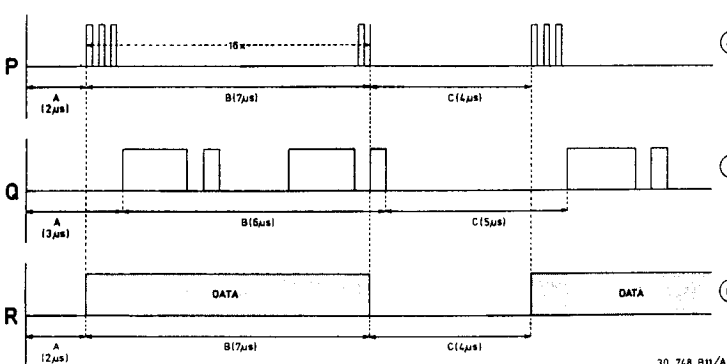 P
16x
A
(2µs)
B(7µs)
C(4µs)
Q
A
(3µs)
B(6µs)
C(5µs)
R
DATA
DATA
A
(2µs)
B(7µs)
C(4µs)
30 748 B11/A